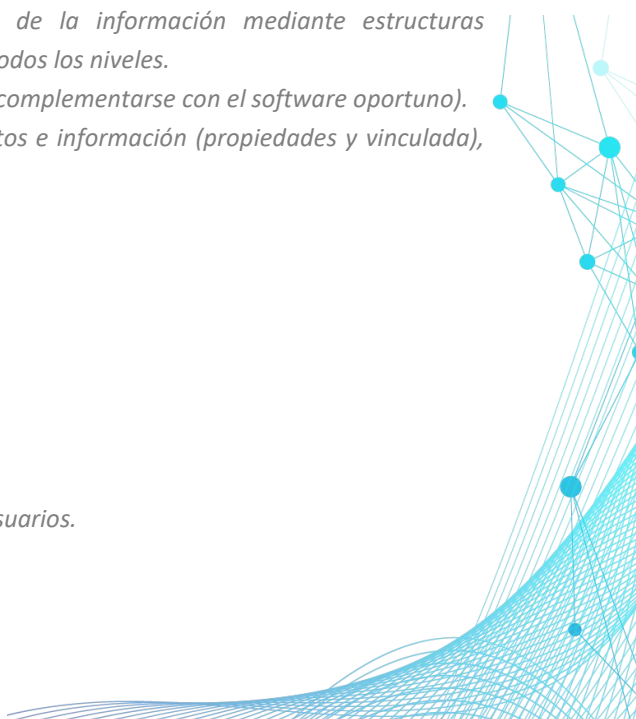 de la información mediante estructuras
odos los niveles.
complementarse con el software oportuno).
tos e información (propiedades y vinculada),
suarios.